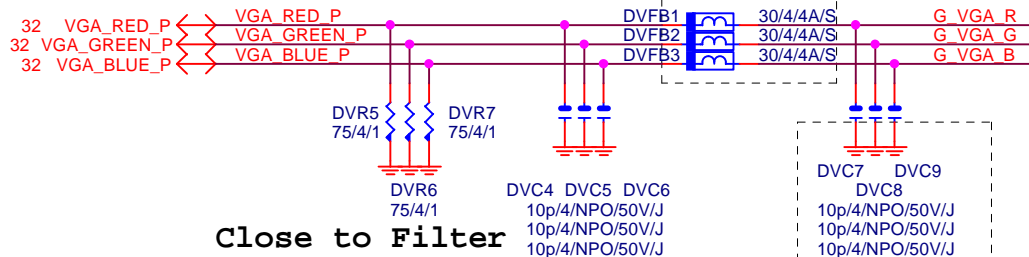 32 VGA_RED_P VGA_RED_P DVFB1 30/4/4A/S G_VGA_R
32 VGA_GREEN_P VGA_GREEN_P DVFB2 30/4/4A/S G_VGA_G
32 VGA_BLUE_P VGA_BLUE_P DVFB3 30/4/4A/S G_VGA_B
DVR5 DVR7
75/4/1 75/4/1
DVC7 DVC9
DVR6 DVC4 DVC5 DVC6 DVC8
75/4/1 10p/4/NPO/50V/J 10p/4/NPO/50V/J
10p/4/NPO/50V/J 10p/4/NPO/50V/J
Close to Filter 10p/4/NPO/50V/J 10p/4/NPO/50V/J